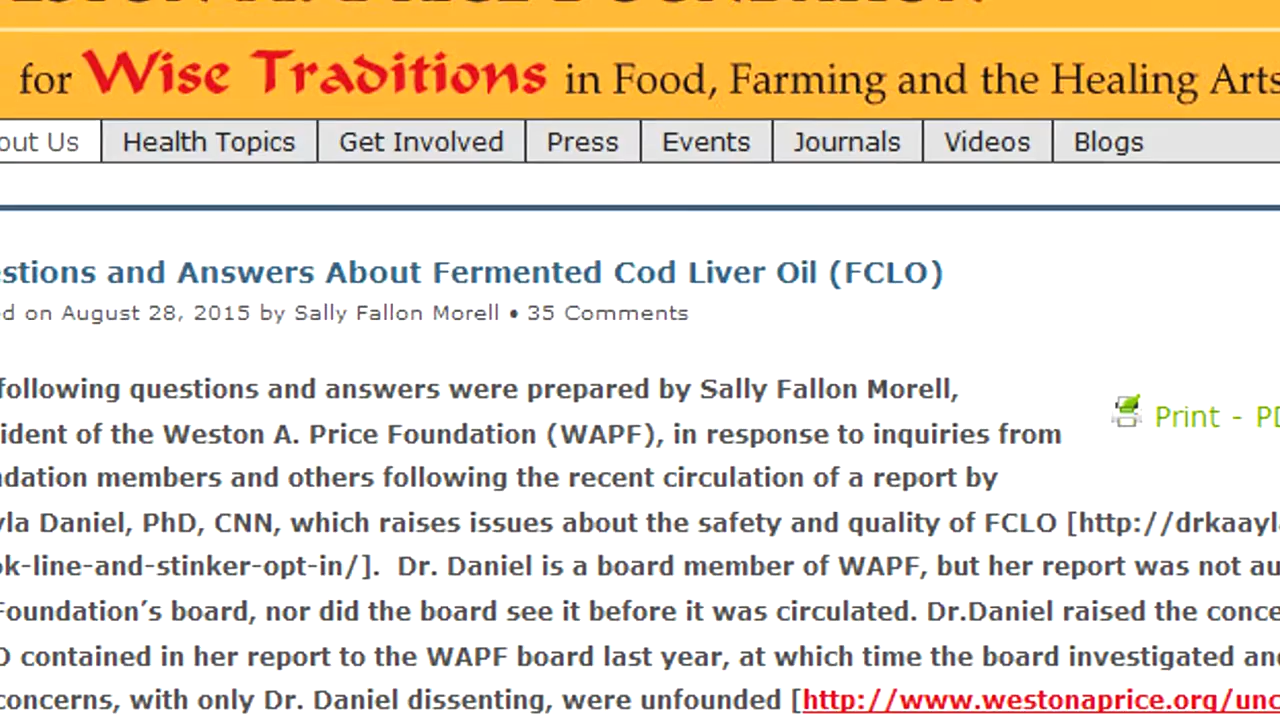 for Wise Traditions in Food, Farming and the Healing Arts
out Us Health Topics Get Involved Press Events Journals Videos Blogs
stions and Answers About Fermented Cod Liver Oil (FCLO)
d on August 28, 2015 by Sally Fallon Morell • 35 Comments
following questions and answers were prepared by Sally Fallon Morell,
Print - PD
ident of the Weston A. Price Foundation (WAPF), in response to inquiries from
dation members and others following the recent circulation of a report by
yla Daniel, PhD, CNN, which raises issues about the safety and quality of FCLO [http://drkaayl
ok-line-and-stinker-opt-in/]. Dr. Daniel is a board member of WAPF, but her report was not au
Foundation's board, nor did the board see it before it was circulated. Dr.Daniel raised the conce
O contained in her report to the WAPF board last year, at which time the board investigated an
concerns, with only Dr. Daniel dissenting, were unfounded [http://www.westonaprice.org/unc